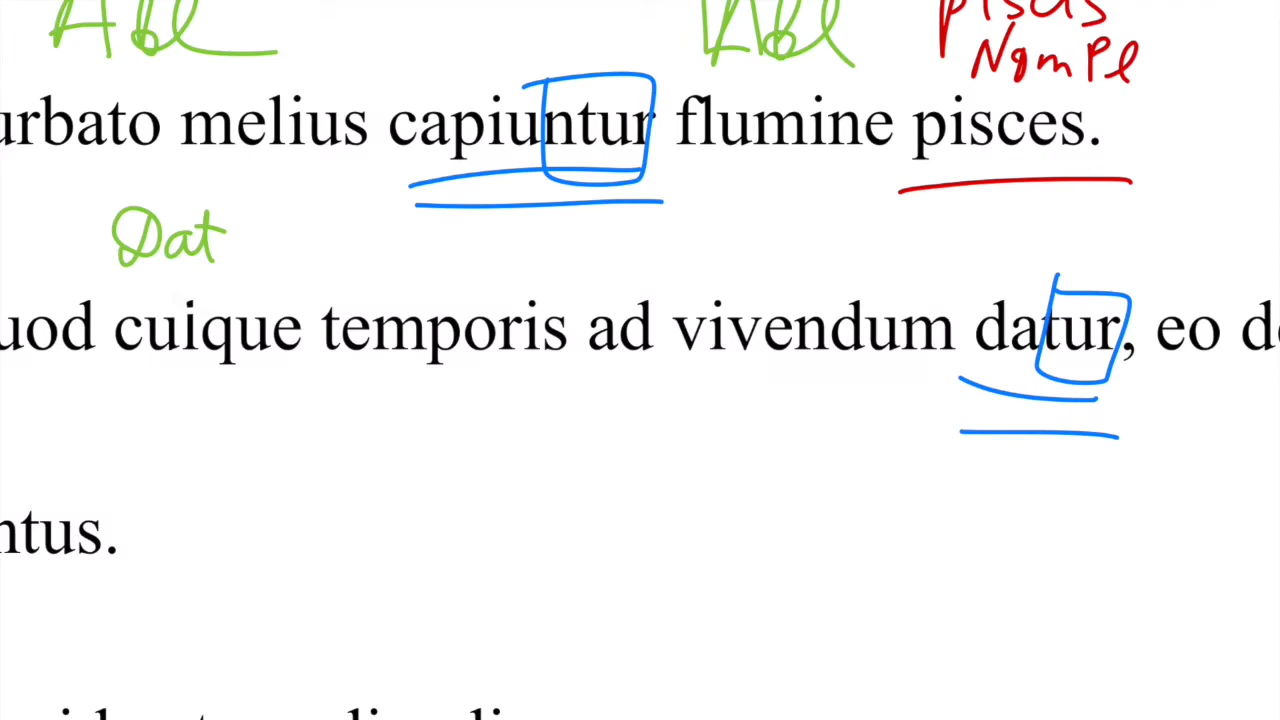 Abl Abl piscis
Nom Pl
urbato melius capiuntur flumine pisces.
Dat
uod cuique temporis ad vivendum datur, eo de
ntus.